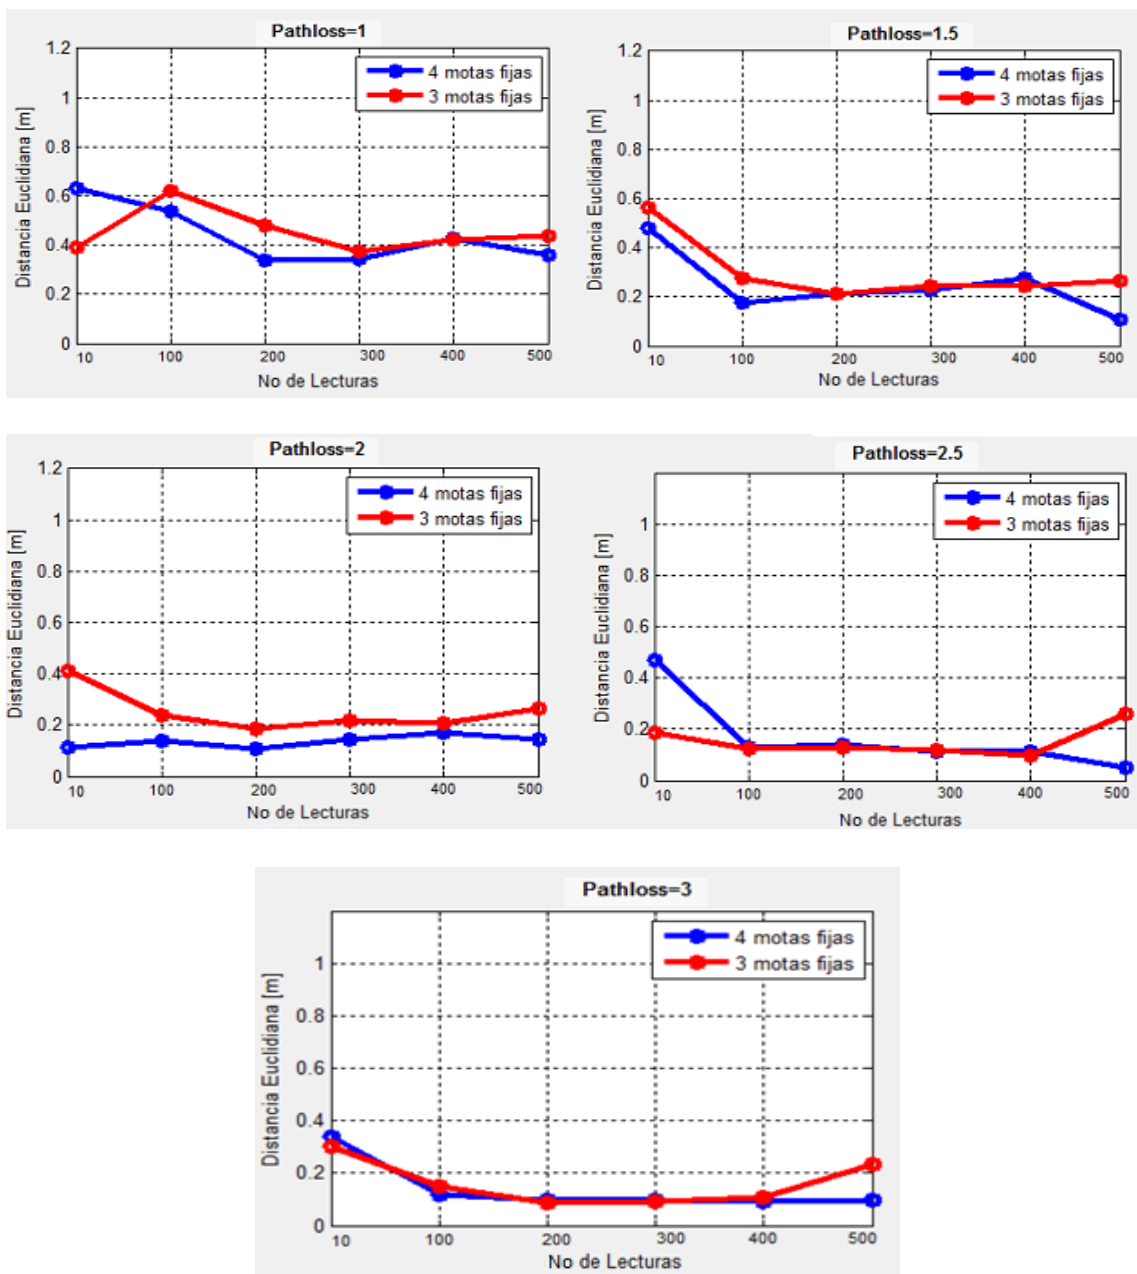 Pathloss=1
1.2
1
0.8
0.6
0.4
0.2
0
Distancia Euclidiana [m]
4 motas fijas
3 motas fijas
10 100 200 300 400 500
No de Lecturas
Pathloss=1.5
1.2
1
0.8
0.6
0.4
0.2
0
Distancia Euclidiana [m]
4 motas fijas
3 motas fijas
10 100 200 300 400 500
No de Lecturas
Pathloss=2
1.2
1
0.8
0.6
0.4
0.2
0
Distancia Euclidiana [m]
4 motas fijas
3 motas fijas
10 100 200 300 400 500
No de Lecturas
Pathloss=2.5
1
0.8
0.6
0.4
0.2
0
Distancia Euclidiana [m]
4 motas fijas
3 motas fijas
10 100 200 300 400 500
No de Lecturas
Pathloss=3
1
0.8
0.6
0.4
0.2
0
Distancia Euclidiana [m]
4 motas fijas
3 motas fijas
10 100 200 300 400 500
No de Lecturas